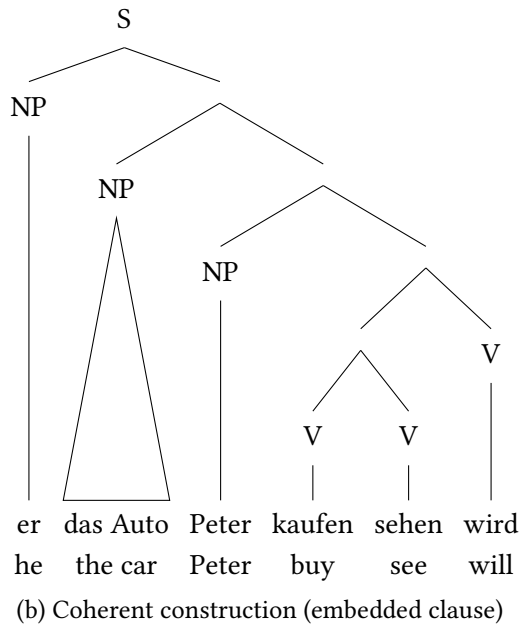 S
NP
NP
NP
V
V V
er das Auto Peter kaufen sehen wird
he the car Peter buy see will
(b) Coherent construction (embedded clause)